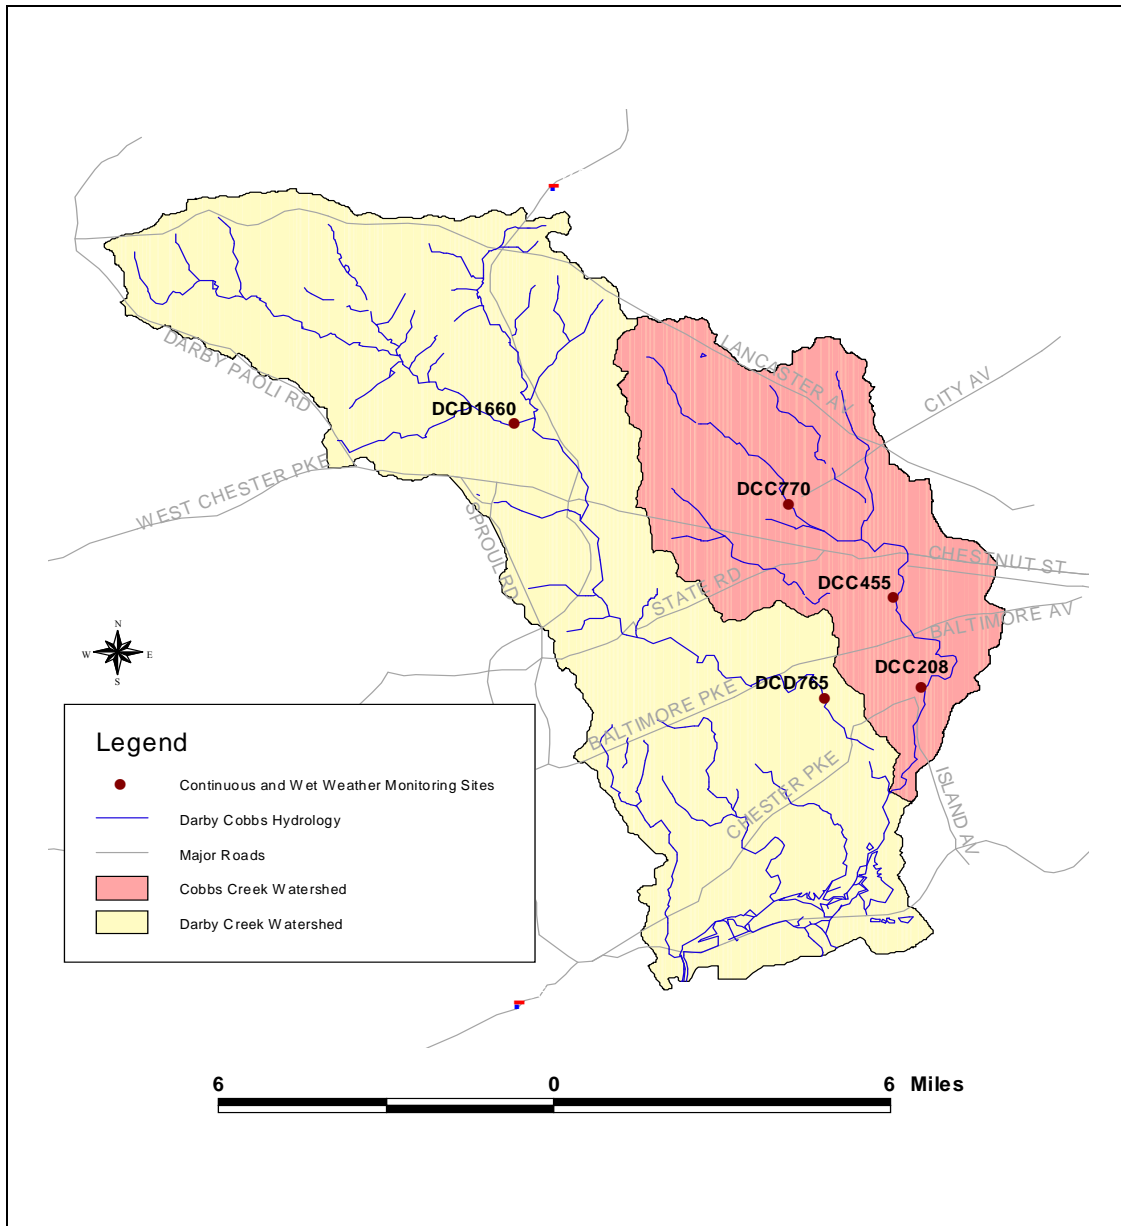 LANCASTER AV
CITY AV
DARBY PAOLI RD
DCD1660
WEST CHESTER PKE
DCC770
SPROUL RD
CHESTNUT ST
DCC455
STATE RD
BALTIMORE AV
N
W E
S
DCC208
DCD765
BALTIMORE PKE
CHESTER PKE
ISLAND AV
Legend
Continuous and Wet Weather Monitoring Sites
Darby Cobbs Hydrology
Major Roads
Cobbs Creek Watershed
Darby Creek Watershed
6 0 6 Miles